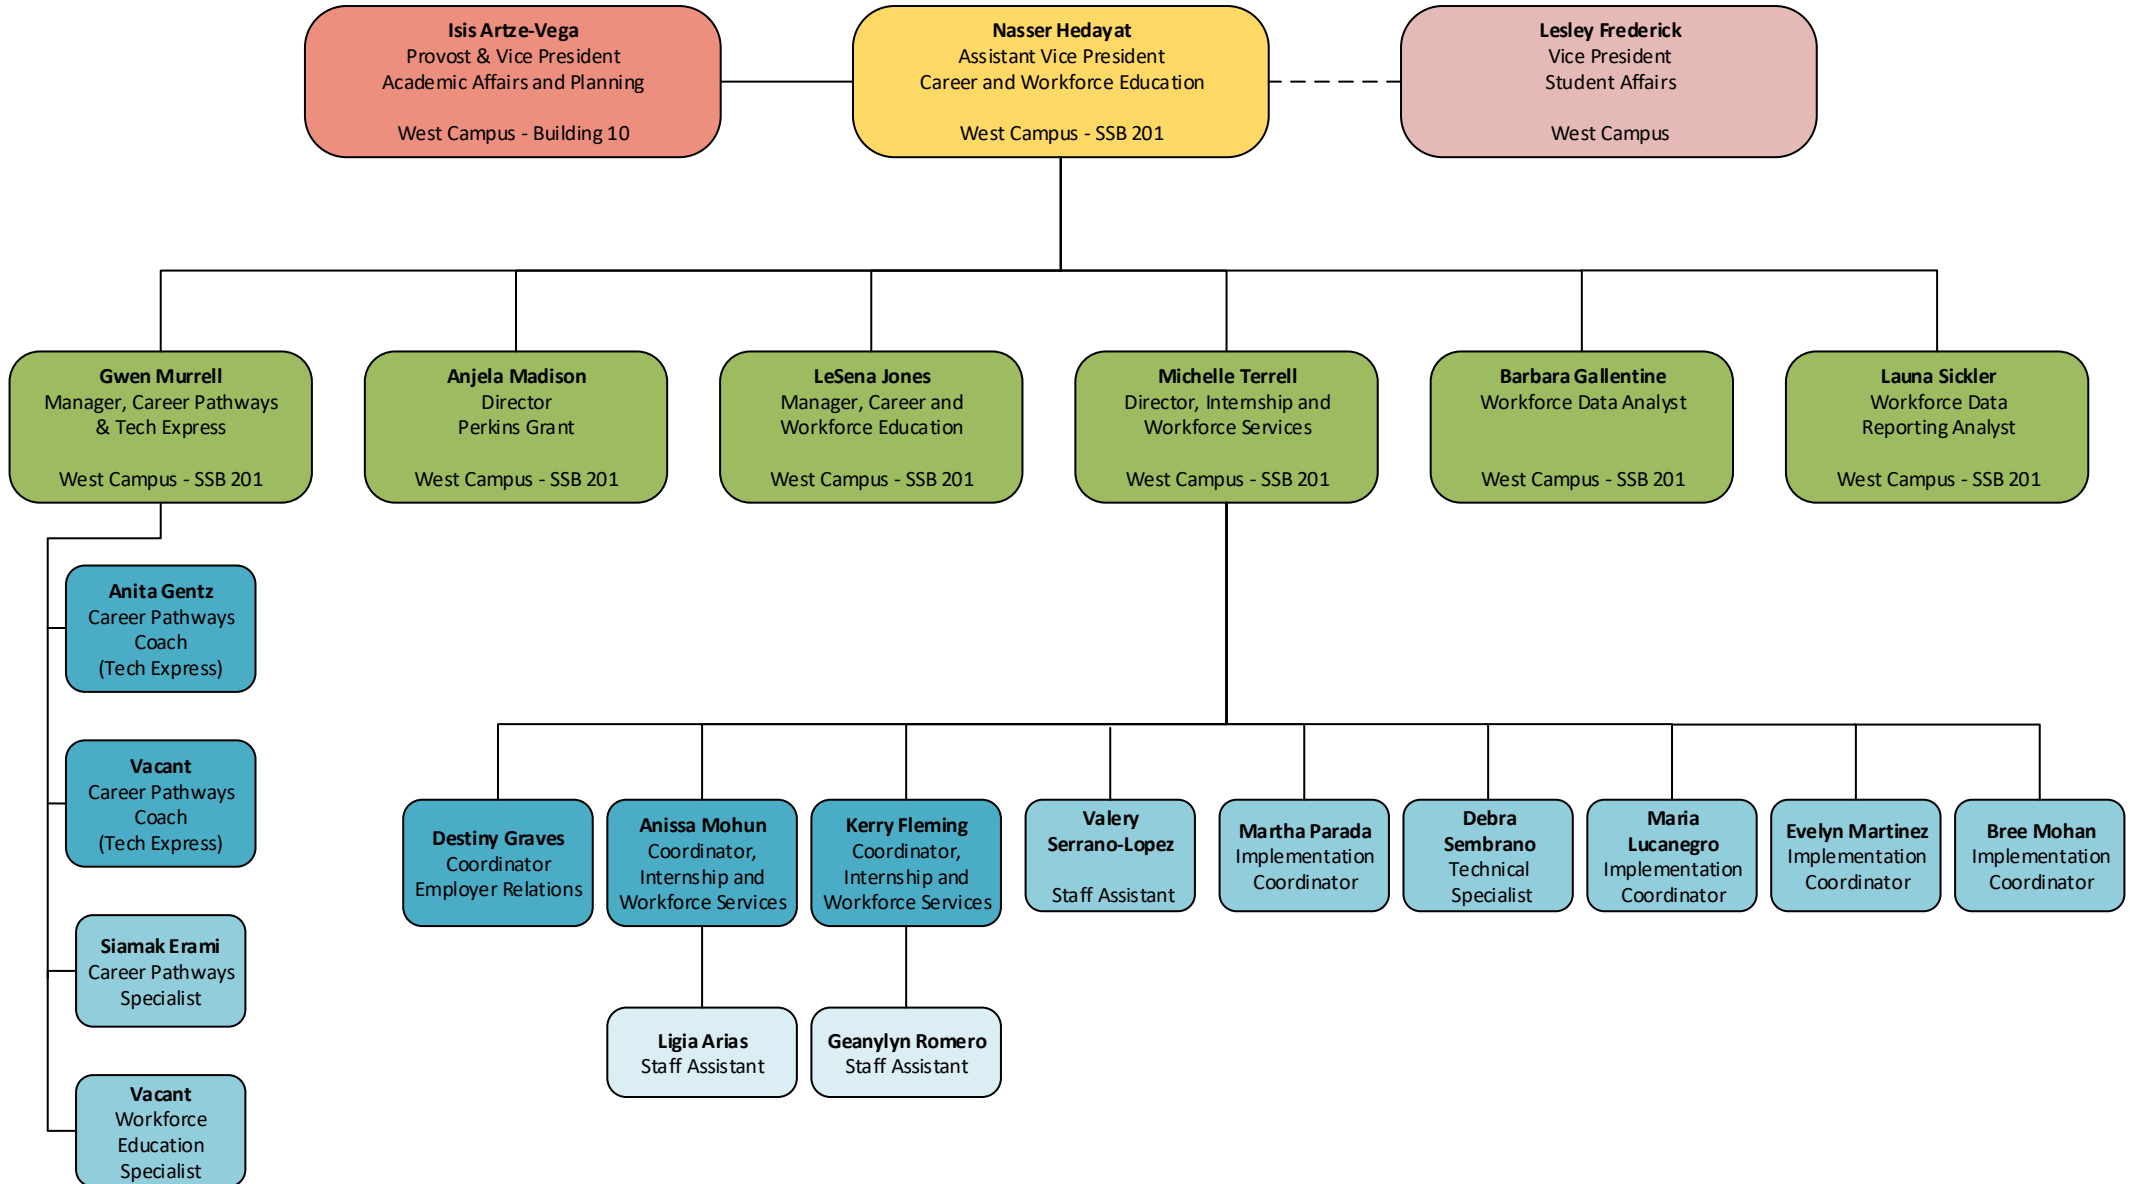 Isis Artze-Vega
Provost & Vice President
Academic Affairs and Planning
West Campus - Building 10
Nasser Hedayat
Assistant Vice President
Career and Workforce Education
West Campus - SSB 201
Lesley Frederick
Vice President
Student Affairs
West Campus
Gwen Murrell
Manager, Career Pathways
& Tech Express
West Campus - SSB 201
Anjela Madison
Director
Perkins Grant
West Campus - SSB 201
LeSena Jones
Manager, Career and
Workforce Education
West Campus - SSB 201
Michelle Terrell
Director, Internship and
Workforce Services
West Campus - SSB 201
Barbara Gallentine
Workforce Data Analyst
West Campus - SSB 201
Launa Sickler
Workforce Data
Reporting Analyst
West Campus - SSB 201
Anita Gentz
Career Pathways
Coach
(Tech Express)
Vacant
Career Pathways
Coach
(Tech Express)
Siamak Erami
Career Pathways
Specialist
Vacant
Workforce
Education
Specialist
Destiny Graves
Coordinator
Employer Relations
Anissa Mohun
Coordinator,
Internship and
Workforce Services
Kerry Fleming
Coordinator,
Internship and
Workforce Services
Valery
Serrano-Lopez
Staff Assistant
Martha Parada
Implementation
Coordinator
Debra
Sembrano
Technical
Specialist
Maria
Lucanegro
Implementation
Coordinator
Evelyn Martinez
Implementation
Coordinator
Bree Mohan
Implementation
Coordinator
Ligia Arias
Staff Assistant
Geanylyn Romero
Staff Assistant